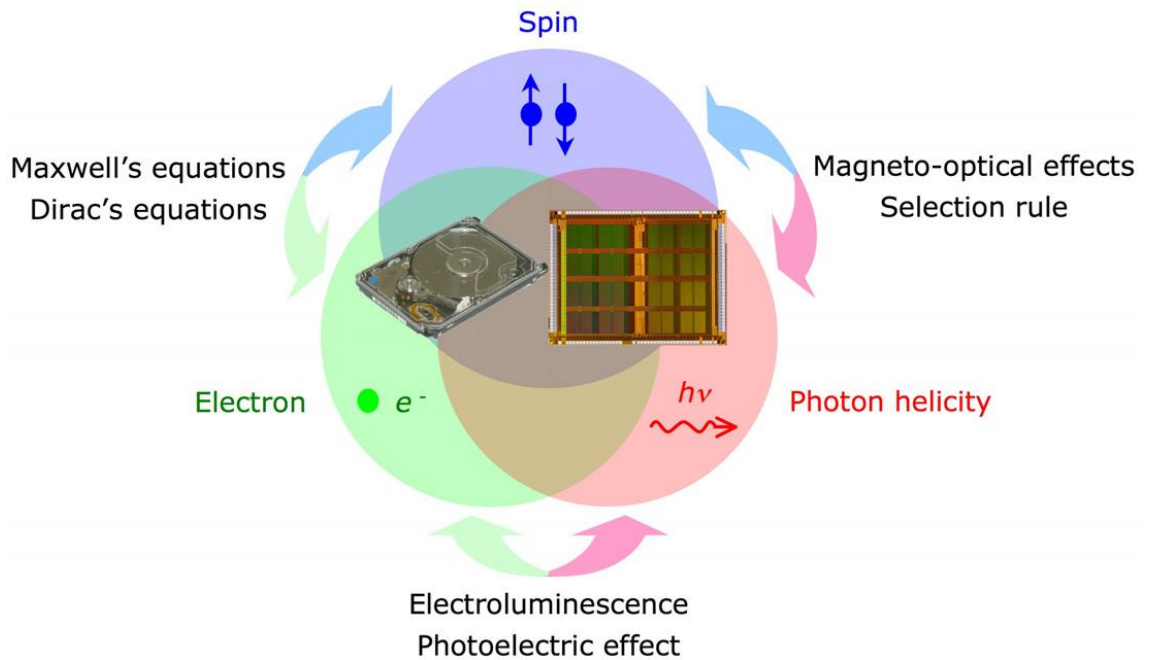 Spin
Maxwell's equations
Dirac's equations
Magneto-optical effects
Selection rule
Electron
e-
hν
Photon helicity
Electroluminescence
Photoelectric effect